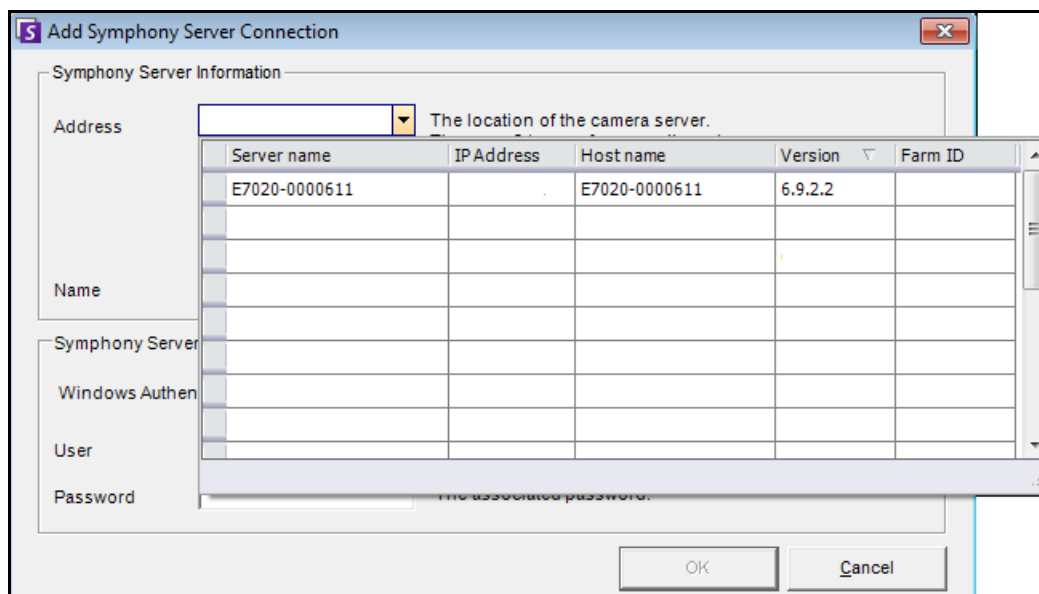 Add Symphony Server Connection
Symphony Server Information
Address
The location of the camera server.
Server name IP Address Host name Version Farm ID
E7020-0000611 E7020-0000611 6.9.2.2
Name
Symphony Server
Windows Authen
User
Password
The associated password.
OK Cancel